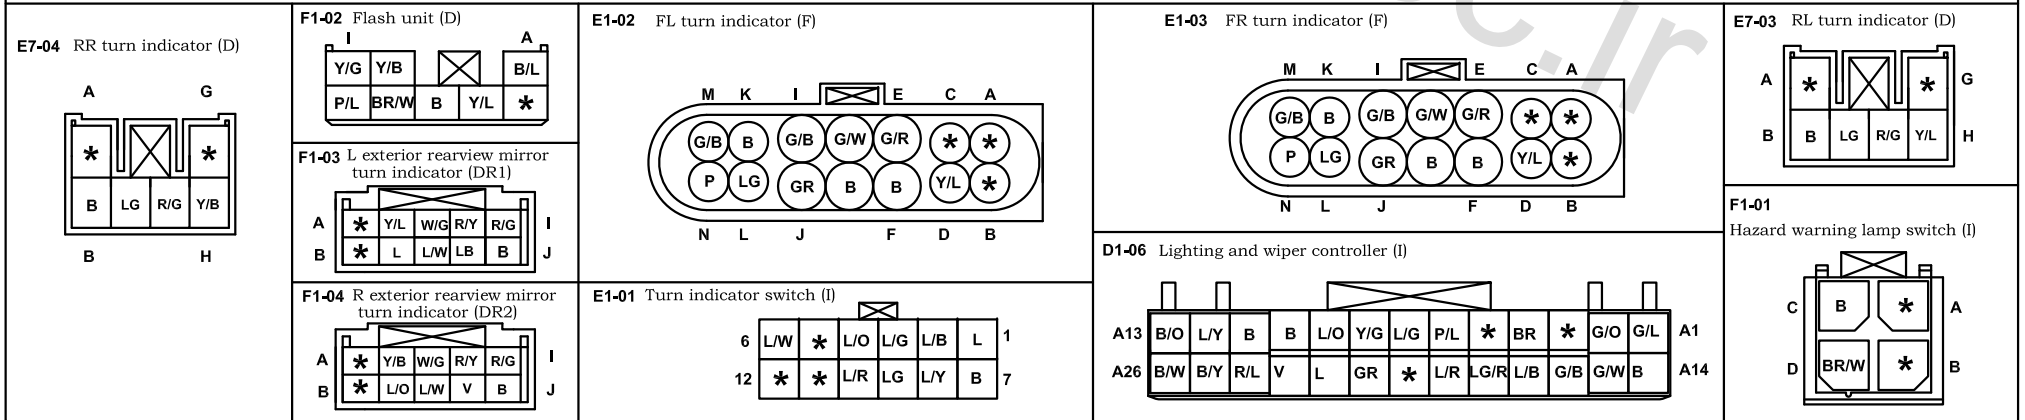 E7-04 RR turn indicator (D)
A G
* *
B LG R/G Y/B
B H
F1-02 Flash unit (D)
I A
Y/G Y/B B/L
P/L BR/W B Y/L *
F1-03 L exterior rearview mirror
turn indicator (DR1)
A * Y/L W/G R/Y R/G I
B * L L/W LB B J
F1-04 R exterior rearview mirror
turn indicator (DR2)
A * Y/B W/G R/Y R/G I
B * L/O L/W V B J
E1-02 FL turn indicator (F)
M K I E C A
G/B B G/B G/W G/R * *
P LG GR B B Y/L *
N L J F D B
E1-01 Turn indicator switch (I)
6 L/W * L/O L/G L/B L 1
12 * * L/R LG L/Y B 7
E1-03 FR turn indicator (F)
M K I E C A
G/B B G/B G/W G/R * *
P LG GR B B Y/L *
N L J F D B
D1-06 Lighting and wiper controller (I)
A13 B/O L/Y B B L/O Y/G L/G P/L * BR * G/O G/L A1
A26 B/W B/Y R/L V L GR * L/R LG/R L/B G/B G/W B A14
E7-03 RL turn indicator (D)
A * * G
B B LG R/G Y/L H
F1-01
Hazard warning lamp switch (I)
C B * A
D BR/W * B
c.ir